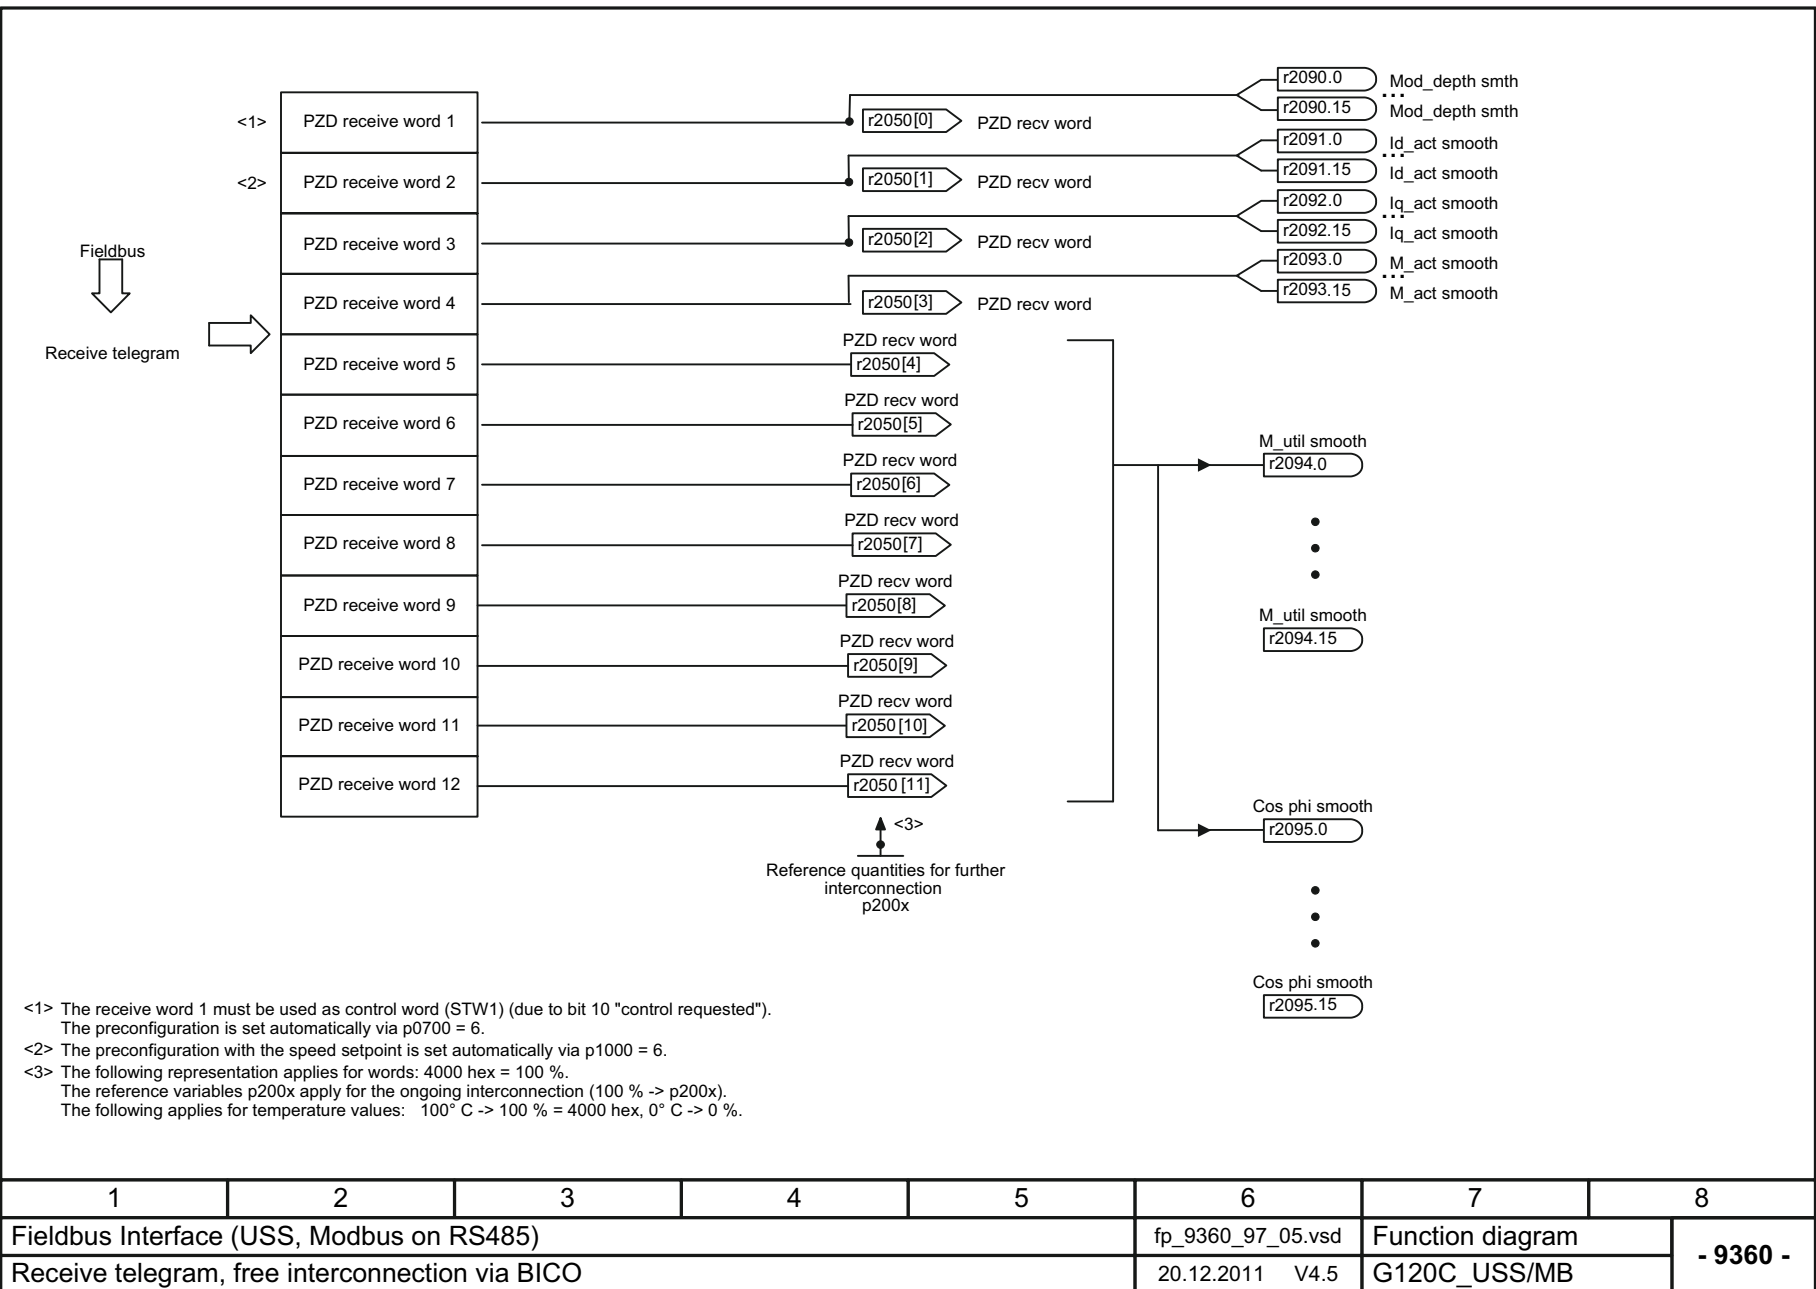 Fieldbus
Receive telegram
<1>
<2>
PZD receive word 1
PZD receive word 2
PZD receive word 3
PZD receive word 4
PZD receive word 5
PZD receive word 6
PZD receive word 7
PZD receive word 8
PZD receive word 9
PZD receive word 10
PZD receive word 11
PZD receive word 12
r2050[0] PZD recv word
r2050[1] PZD recv word
r2050[2] PZD recv word
r2050[3] PZD recv word
PZD recv word
r2050[4]
PZD recv word
r2050[5]
PZD recv word
r2050[6]
PZD recv word
r2050[7]
PZD recv word
r2050[8]
PZD recv word
r2050[9]
PZD recv word
r2050[10]
PZD recv word
r2050[11]
<3>
Reference quantities for further
interconnection
p200x
r2090.0 Mod_depth smth
...
r2090.15 Mod_depth smth
r2091.0 Id_act smooth
...
r2091.15 Id_act smooth
r2092.0 Iq_act smooth
...
r2092.15 Iq_act smooth
r2093.0 M_act smooth
...
r2093.15 M_act smooth
M_util smooth
r2094.0
M_util smooth
r2094.15
Cos phi smooth
r2095.0
Cos phi smooth
r2095.15
<1> The receive word 1 must be used as control word (STW1) (due to bit 10 "control requested").
The preconfiguration is set automatically via p0700 = 6.
<2> The preconfiguration with the speed setpoint is set automatically via p1000 = 6.
<3> The following representation applies for words: 4000 hex = 100 %.
The reference variables p200x apply for the ongoing interconnection (100 % -> p200x).
The following applies for temperature values: 100° C -> 100 % = 4000 hex, 0° C -> 0 %.
1 2 3 4 5 6 7 8
Fieldbus Interface (USS, Modbus on RS485) fp_9360_97_05.vsd Function diagram
- 9360 -
Receive telegram, free interconnection via BICO 20.12.2011 V4.5 G120C_USS/MB